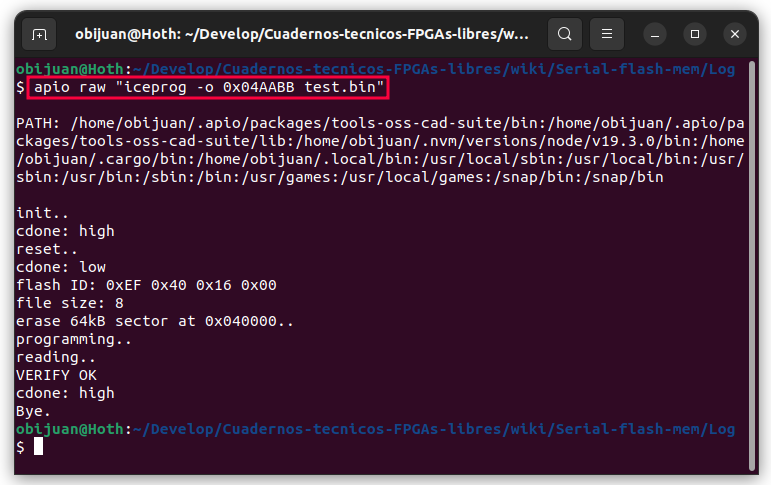 obijuan@Hoth: ~/Develop/Cuadernos-tecnicos-FPGAs-libres/w...
obijuan@Hoth:~/Develop/Cuadernos-tecnicos-FPGAs-libres/wiki/Serial-flash-mem/Log
$ apio raw "iceprog -o 0x04AABB test.bin"
PATH: /home/obijuan/.apio/packages/tools-oss-cad-suite/bin:/home/obijuan/.apio/pa
ckages/tools-oss-cad-suite/lib:/home/obijuan/.nvm/versions/node/v19.3.0/bin:/home
/obijuan/.cargo/bin:/home/obijuan/.local/bin:/usr/local/sbin:/usr/local/bin:/usr/
sbin:/usr/bin:/sbin:/bin:/usr/games:/usr/local/games:/snap/bin:/snap/bin
init..
cdone: high
reset..
cdone: low
flash ID: 0xEF 0x40 0x16 0x00
file size: 8
erase 64kB sector at 0x040000..
programming..
reading..
VERIFY OK
cdone: high
Bye.
obijuan@Hoth:~/Develop/Cuadernos-tecnicos-FPGAs-libres/wiki/Serial-flash-mem/Log
$